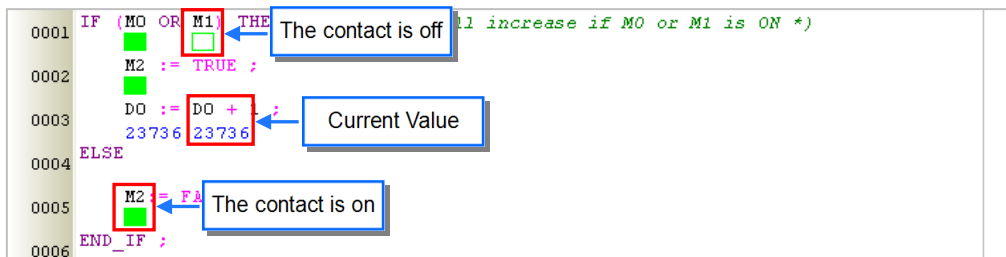 0001 IF (M0 OR M1) THE The contact is off ll increase if M0 or M1 is ON *)
0002 M2 := TRUE ;
0003 D0 := D0 + 1 ;
23736 23736 Current Value
0004 ELSE
0005 M2:= FA The contact is on
0006 END_IF ;